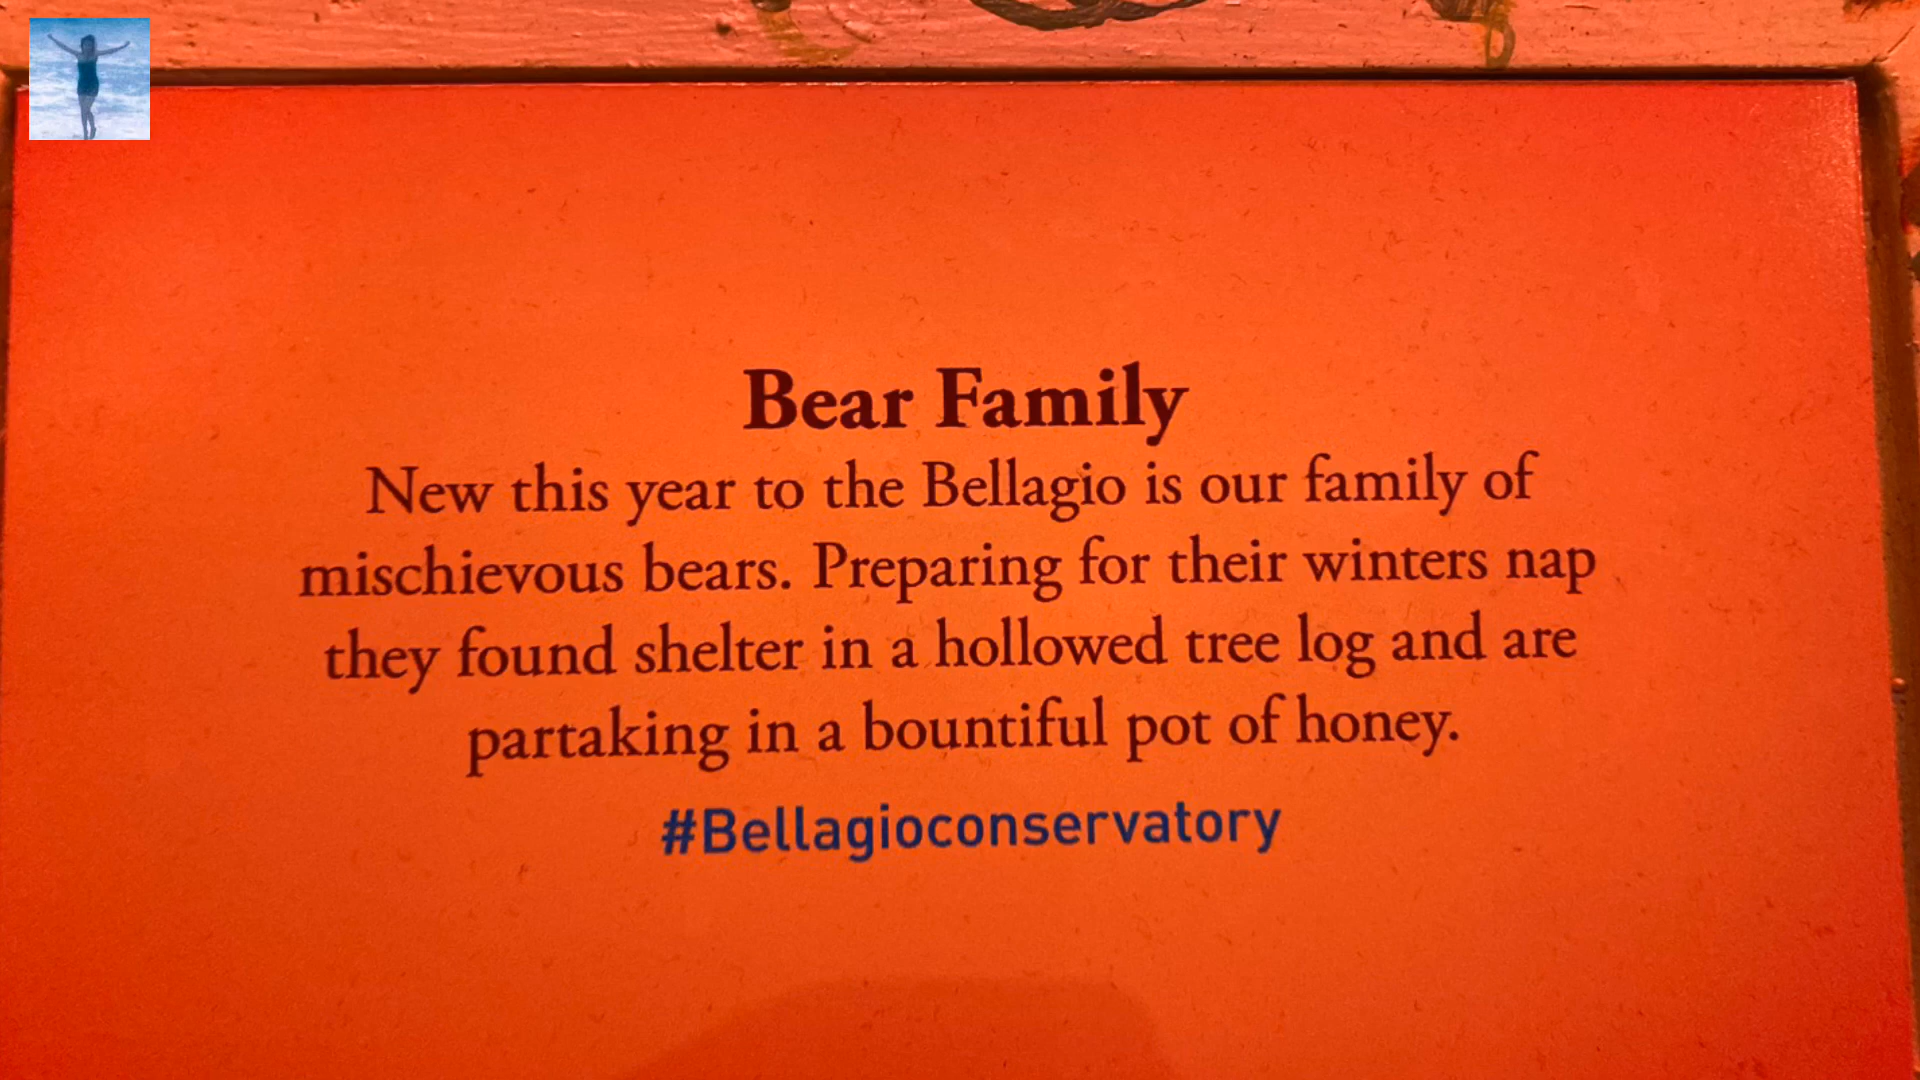 Bear Family
New this year to the Bellagio is our family of
mischievous bears. Preparing for their winters nap
they found shelter in a hollowed tree log and are
partaking in a bountiful pot of honey.
#Bellagioconservatory